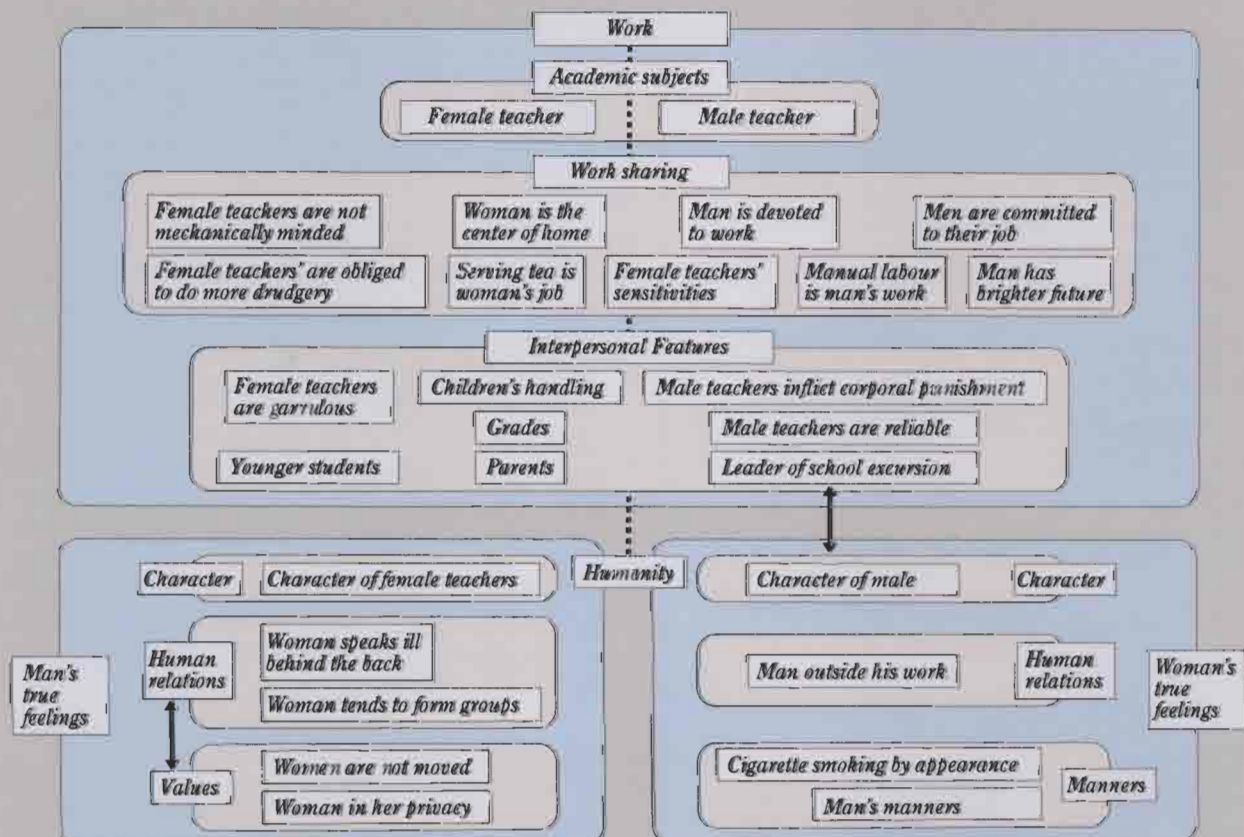 Work
Academic subjects
Female teacher
Male teacher
Work sharing
Female teachers are not
mechanically minded
Woman is the
center of home
Man is devoted
to work
Men are committed
to their job
Female teachers' are obliged
to do more drudgery
Serving tea is
woman's job
Female teachers'
sensitivities
Manual labour
is man's work
Man has
brighter future
Interpersonal Features
Female teachers
are garrulous
Children's handling
Male teachers inflict corporal punishment
Grades
Male teachers are reliable
Younger students
Parents
Leader of school excursion
Humanity
Character
Character of female teachers
Character of male
Character
Man's
true
feelings
Human
relations
Woman speaks ill
behind the back
Woman tends to form groups
Man outside his work
Human
relations
Woman's
true
feelings
Values
Women are not moved
Woman in her privacy
Cigarette smoking by appearance
Man's manners
Manners